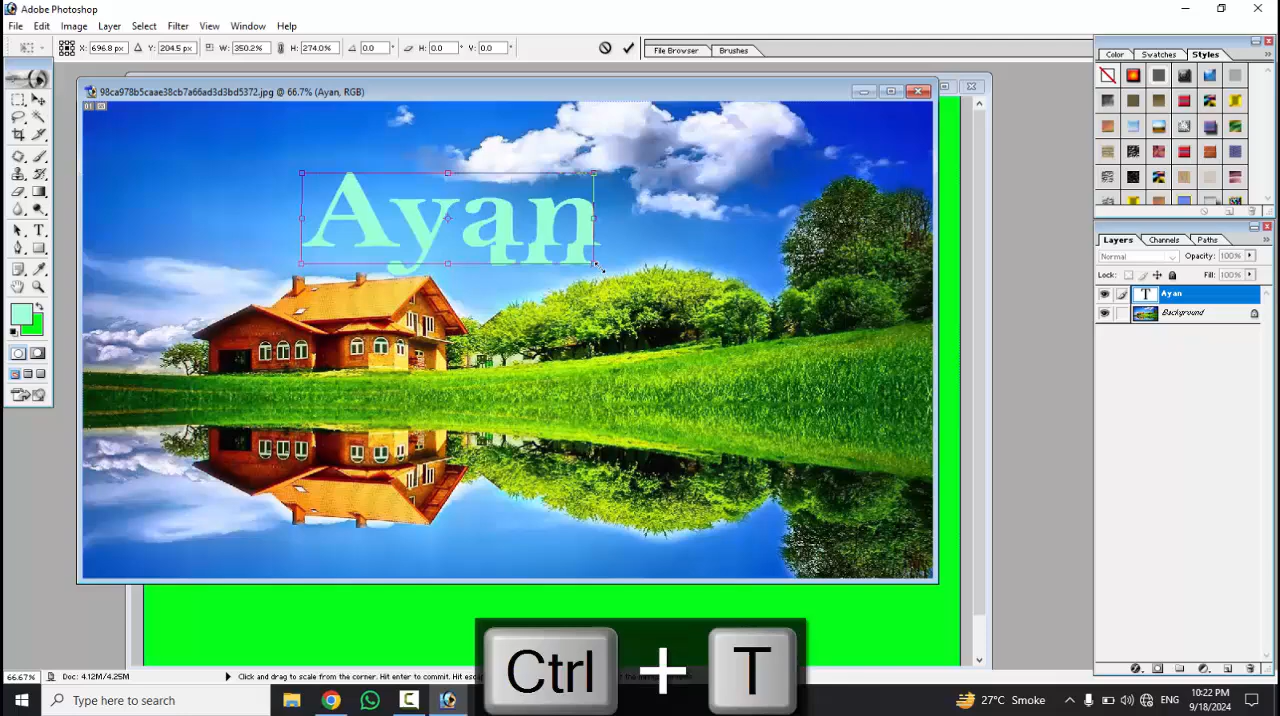 Adobe Photoshop
File Edit Image Layer Select Filter View Window Help
X: 696.8 px Y: 204.5 px W: 350.2% H: 274.0% 0.0 ° H: 0.0 ° V: 0.0 °
File Browser Brushes
Color Swatches Styles
98ca978b5caae38cb7a66ad3d3bd5372.jpg @ 66.7% (Ayan, RGB)
01
Ayan
Layers Channels Paths
Normal Opacity: 100%
Lock: Fill: 100%
T Ayan
Background
66.67% Doc: 4.12M/4.25M Click and drag to scale from the corner. Hit enter to commit. Hit esc
Ctrl + T
Type here to search
27°C Smoke
ENG
10:22 PM
9/18/2024